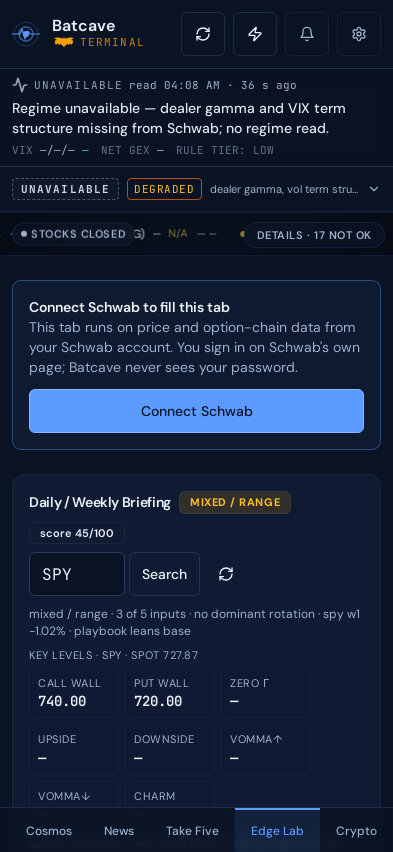 Batcave
TERMINAL
UNAVAILABLE read 04:08 AM · 36 s ago
Regime unavailable — dealer gamma and VIX term
structure missing from Schwab; no regime read.
VIX —/—/— — NET GEX — RULE TIER: LOW
UNAVAILABLE DEGRADED dealer gamma, vol term stru…
STOCKS CLOSED G) — N/A — — DETAILS · 17 NOT OK
Connect Schwab to fill this tab
This tab runs on price and option-chain data from
your Schwab account. You sign in on Schwab's own
page; Batcave never sees your password.
Connect Schwab
Daily / Weekly Briefing MIXED / RANGE
score 45/100
SPY Search
mixed / range · 3 of 5 inputs · no dominant rotation · spy w1
-1.02% · playbook leans base
KEY LEVELS · SPY · SPOT 727.87
CALL WALL PUT WALL ZERO Γ
740.00 720.00 —
UPSIDE DOWNSIDE VOMMA↑
— — —
VOMMA↓ CHARM
Cosmos News Take Five Edge Lab Crypto